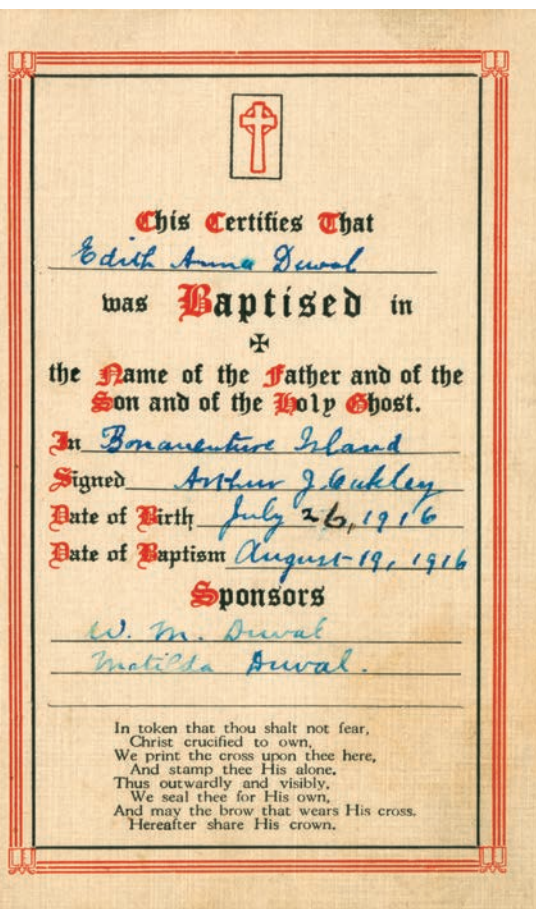 This Certifies That
Edith Anna Duval
was Baptised in
✠
the Name of the Father and of the
Son and of the Holy Ghost.
In Bonaventure Island
Signed Arthur J. Oakley
Date of Birth July 26, 1916
Date of Baptism August 19, 1916
Sponsors
W. M. Duval
Matilda Duval.
In token that thou shalt not fear,
Christ crucified to own,
We print the cross upon thee here,
And stamp thee His alone.
Thus outwardly and visibly,
We seal thee for His own,
And may the brow that wears His cross.
Hereafter share His crown.